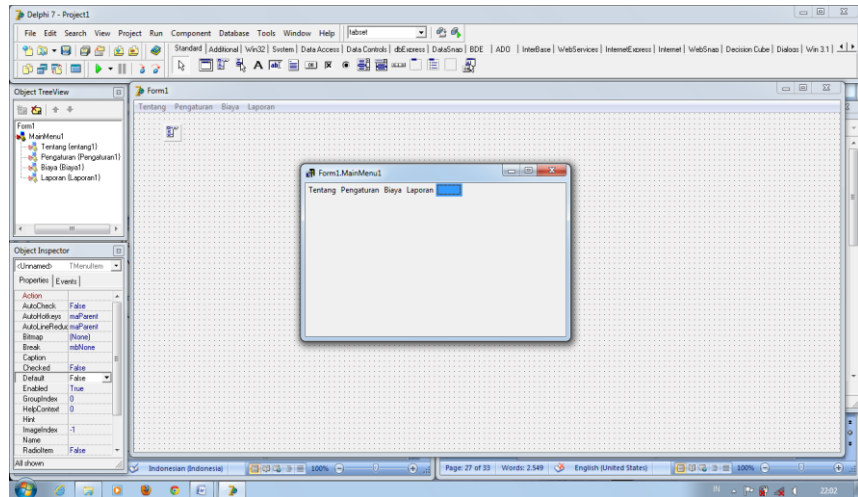 Delphi 7 - Project1
File Edit Search View Project Run Component Database Tools Window Help tabset
Standard Additional Win32 System Data Access Data Controls dbExpress DataSnap BDE ADO InterBase WebServices InternetExpress Internet WebSnap Decision Cube Dialogs Win 3.1
Object TreeView
Form1
MainMenu1
Tentang (entang1)
Pengaturan (Pengaturan1)
Biaya (Biaya1)
Laporan (Laporan1)
Object Inspector
<Unnamed> TMenuItem
Properties Events
Action
AutoCheck False
AutoHotkeys maParent
AutoLineReduc maParent
Bitmap (None)
Break mbNone
Caption
Checked False
Default False
Enabled True
GroupIndex 0
HelpContext 0
Hint
ImageIndex -1
Name
RadioItem False
All shown
Form1
Tentang Pengaturan Biaya Laporan
Form1.MainMenu1
Tentang Pengaturan Biaya Laporan
Indonesian (Indonesia) 100%
Page: 27 of 33 Words: 2.549 English (United States) 100%
IN 22:02